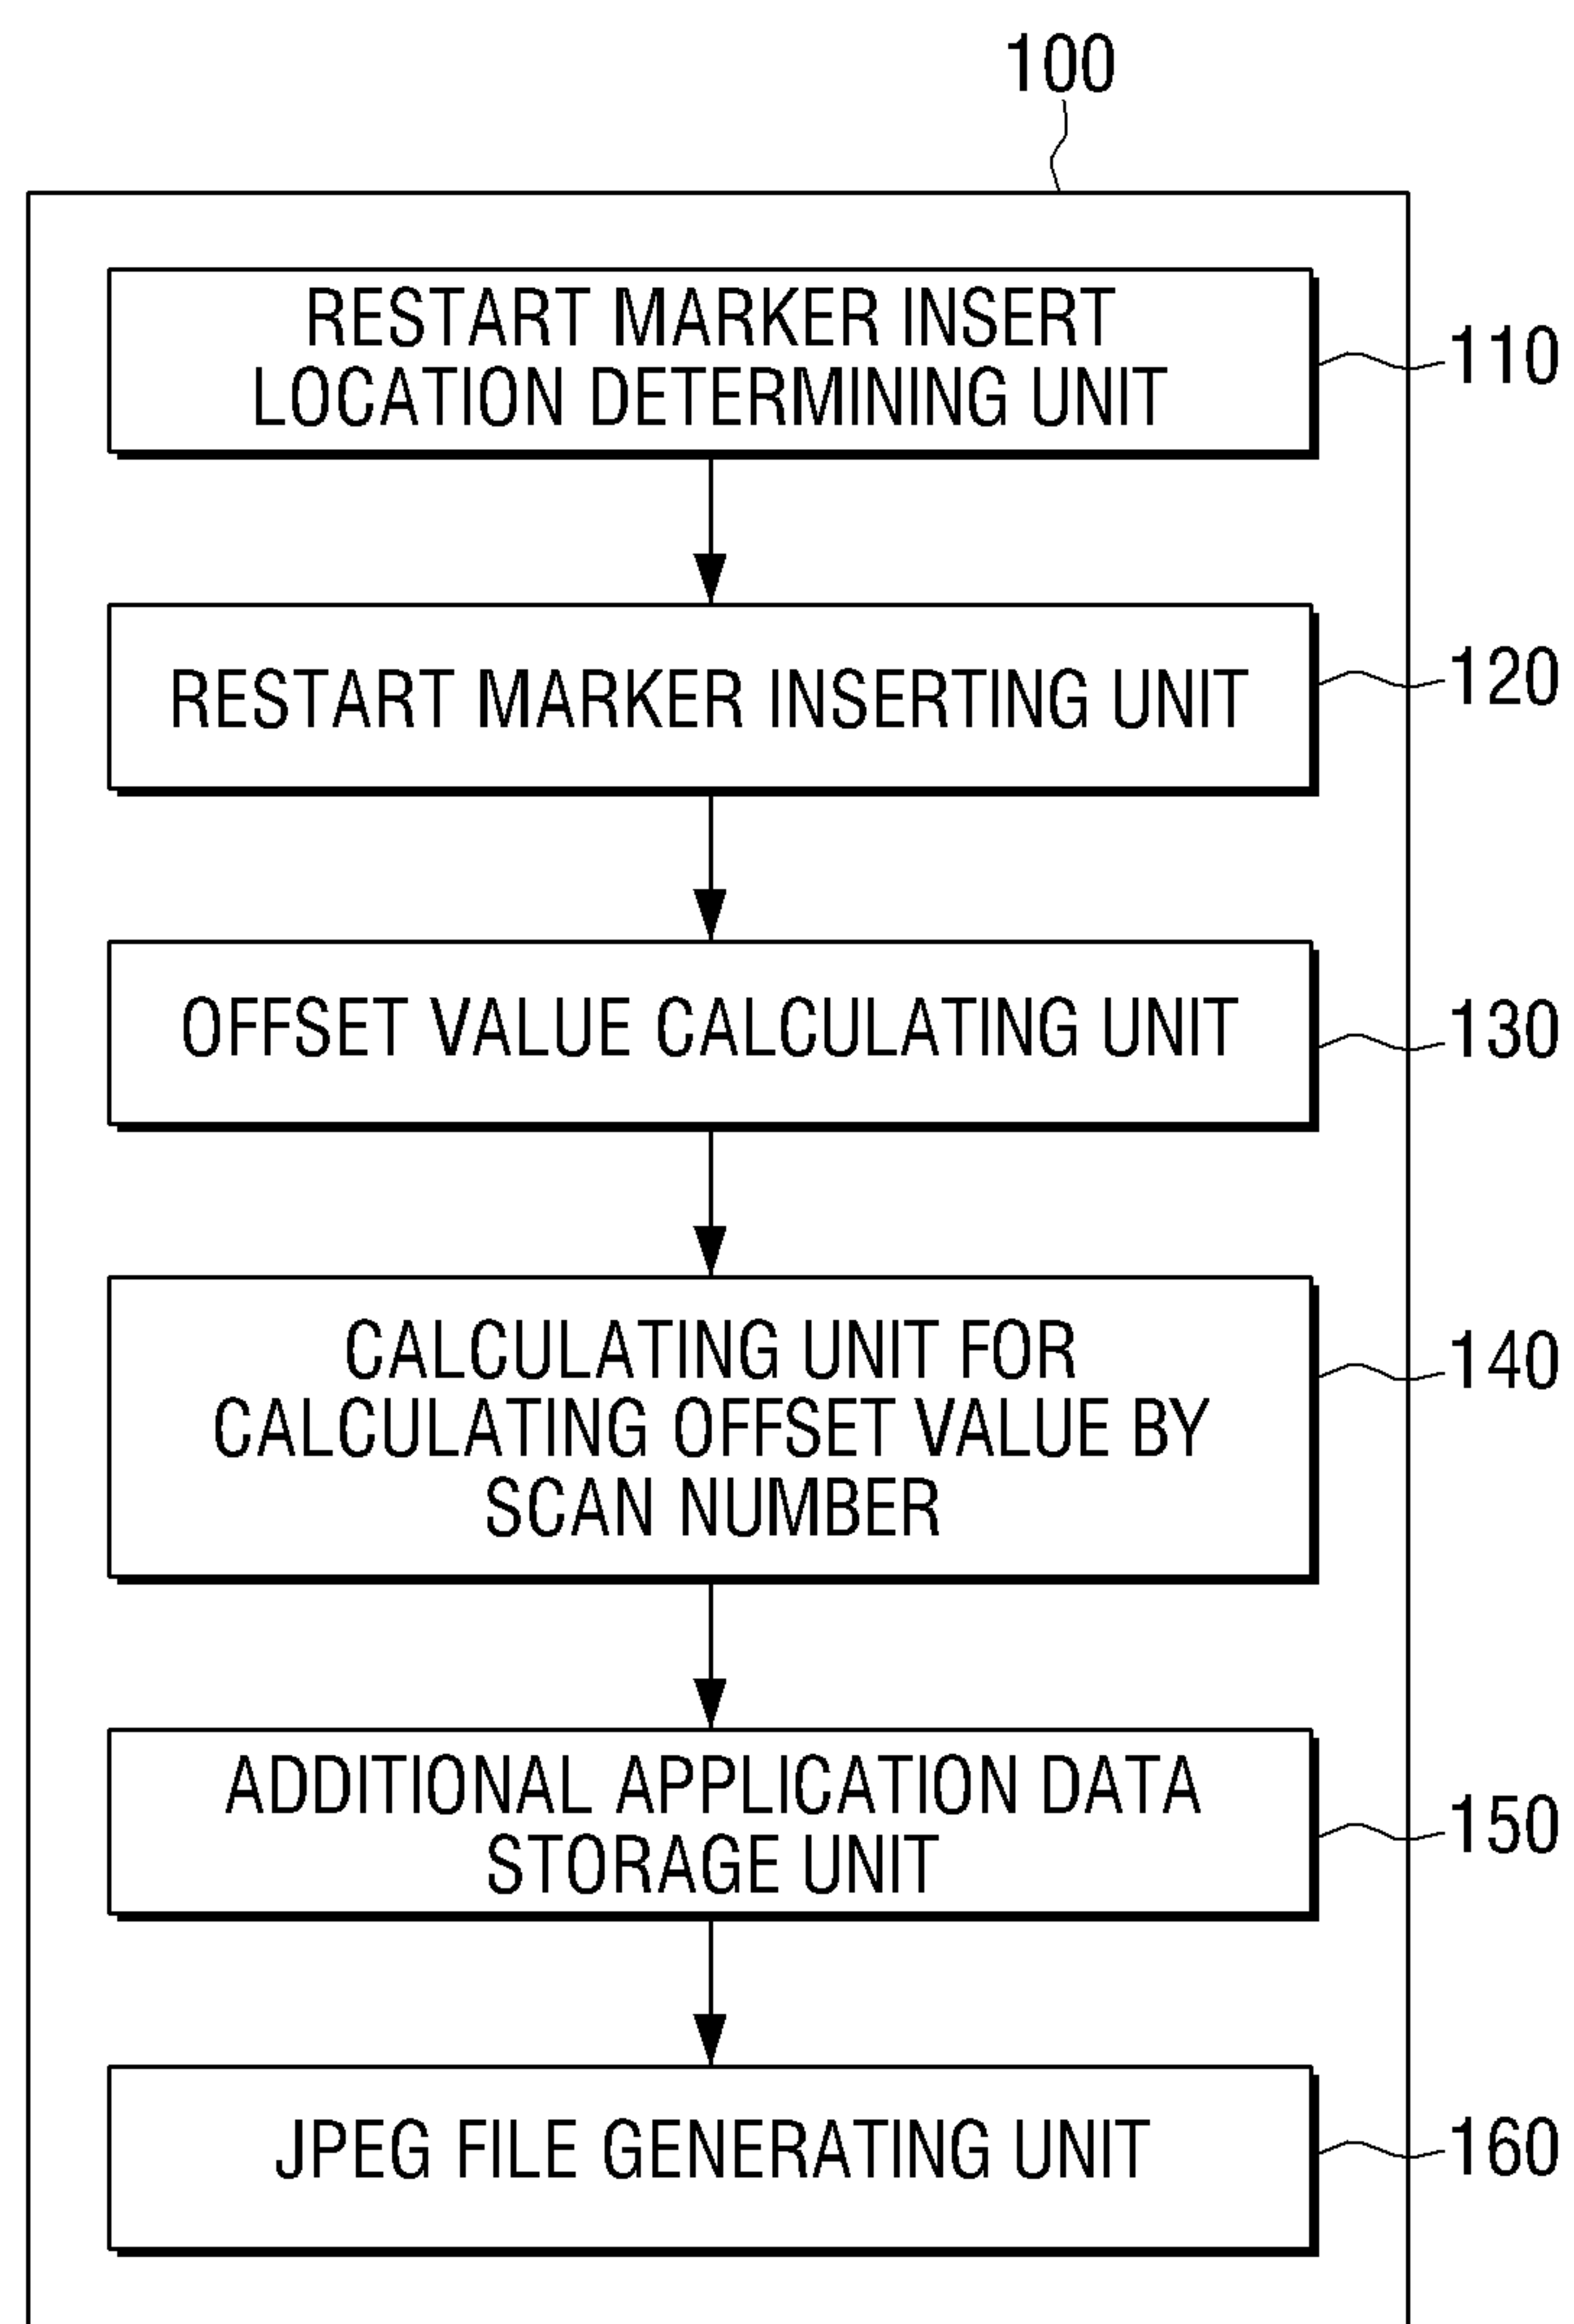 100
RESTART MARKER INSERT
LOCATION DETERMINING UNIT
110
RESTART MARKER INSERTING UNIT
120
OFFSET VALUE CALCULATING UNIT
130
CALCULATING UNIT FOR
CALCULATING OFFSET VALUE BY
SCAN NUMBER
140
ADDITIONAL APPLICATION DATA
STORAGE UNIT
150
JPEG FILE GENERATING UNIT
160